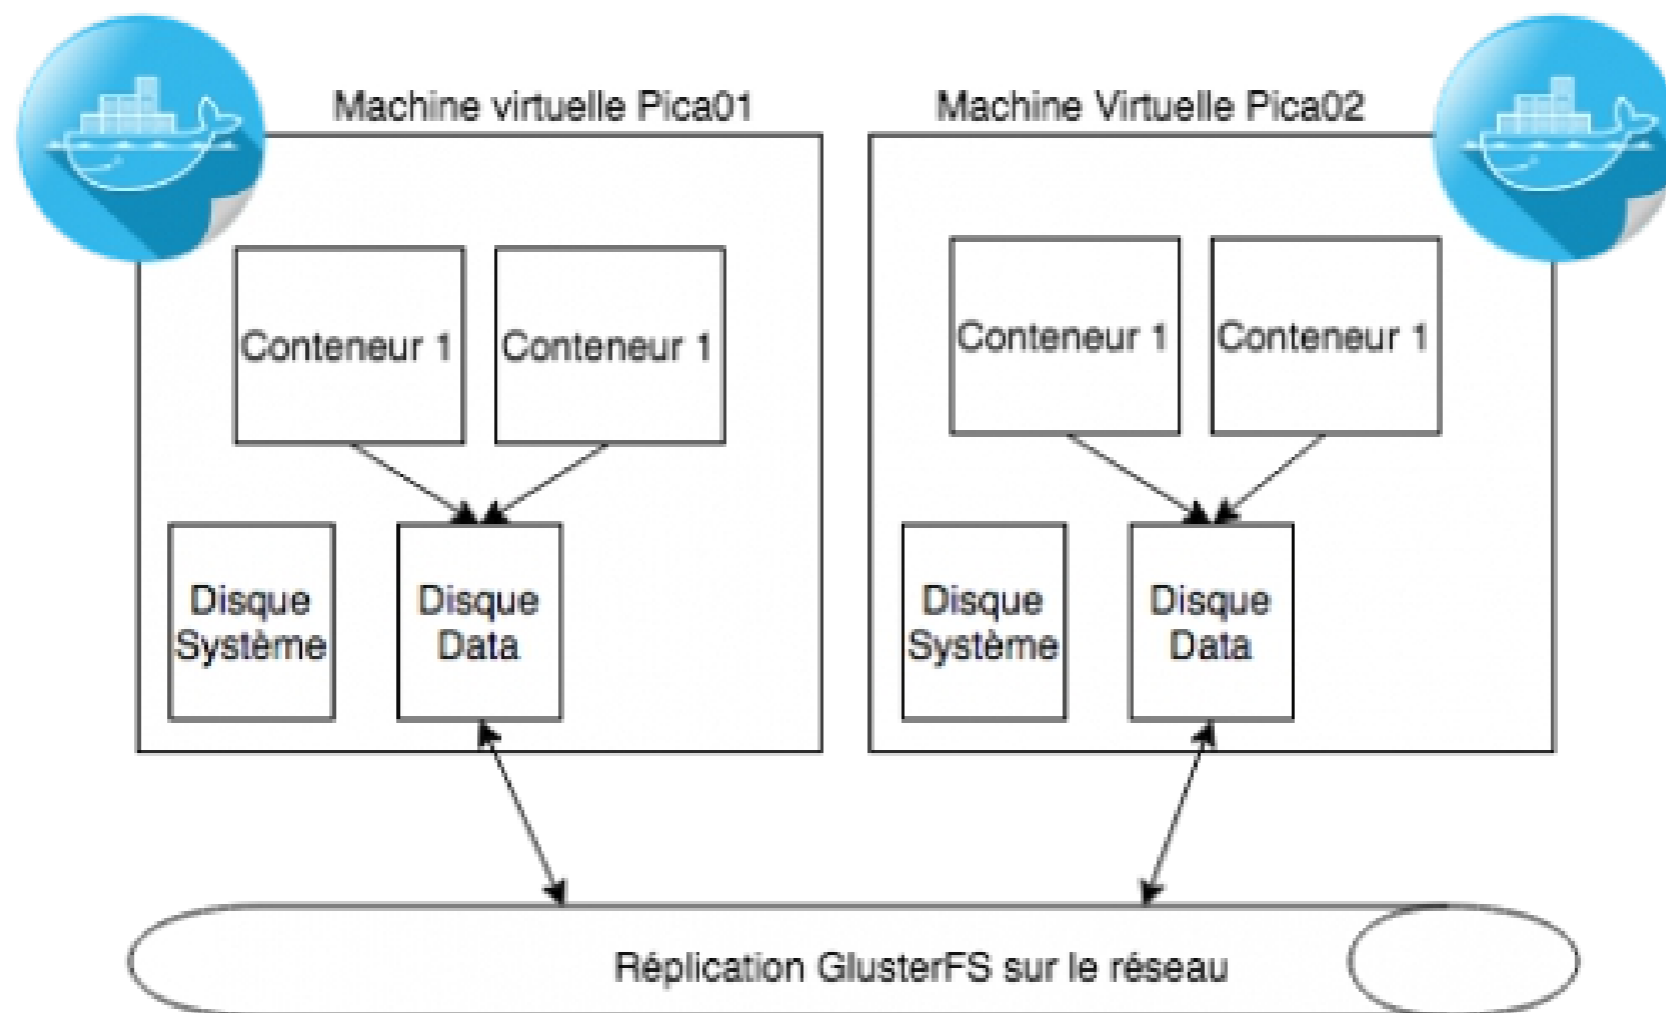 Machine virtuelle Pica01
Machine Virtuelle Pica02
Conteneur 1
Conteneur 1
Conteneur 1
Conteneur 1
Disque
Système
Disque
Data
Disque
Système
Disque
Data
Réplication GlusterFS sur le réseau